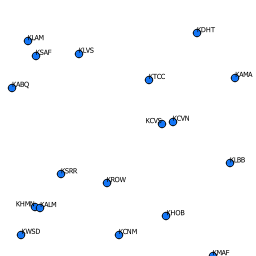 KDHT
KLAM
KSAF
KLVS
KTCC
KAMA
KABQ
KCVS
KCVN
KLBB
KSRR
KROW
KHMN
KALM
KHOB
KWSD
KCNM
KMAF